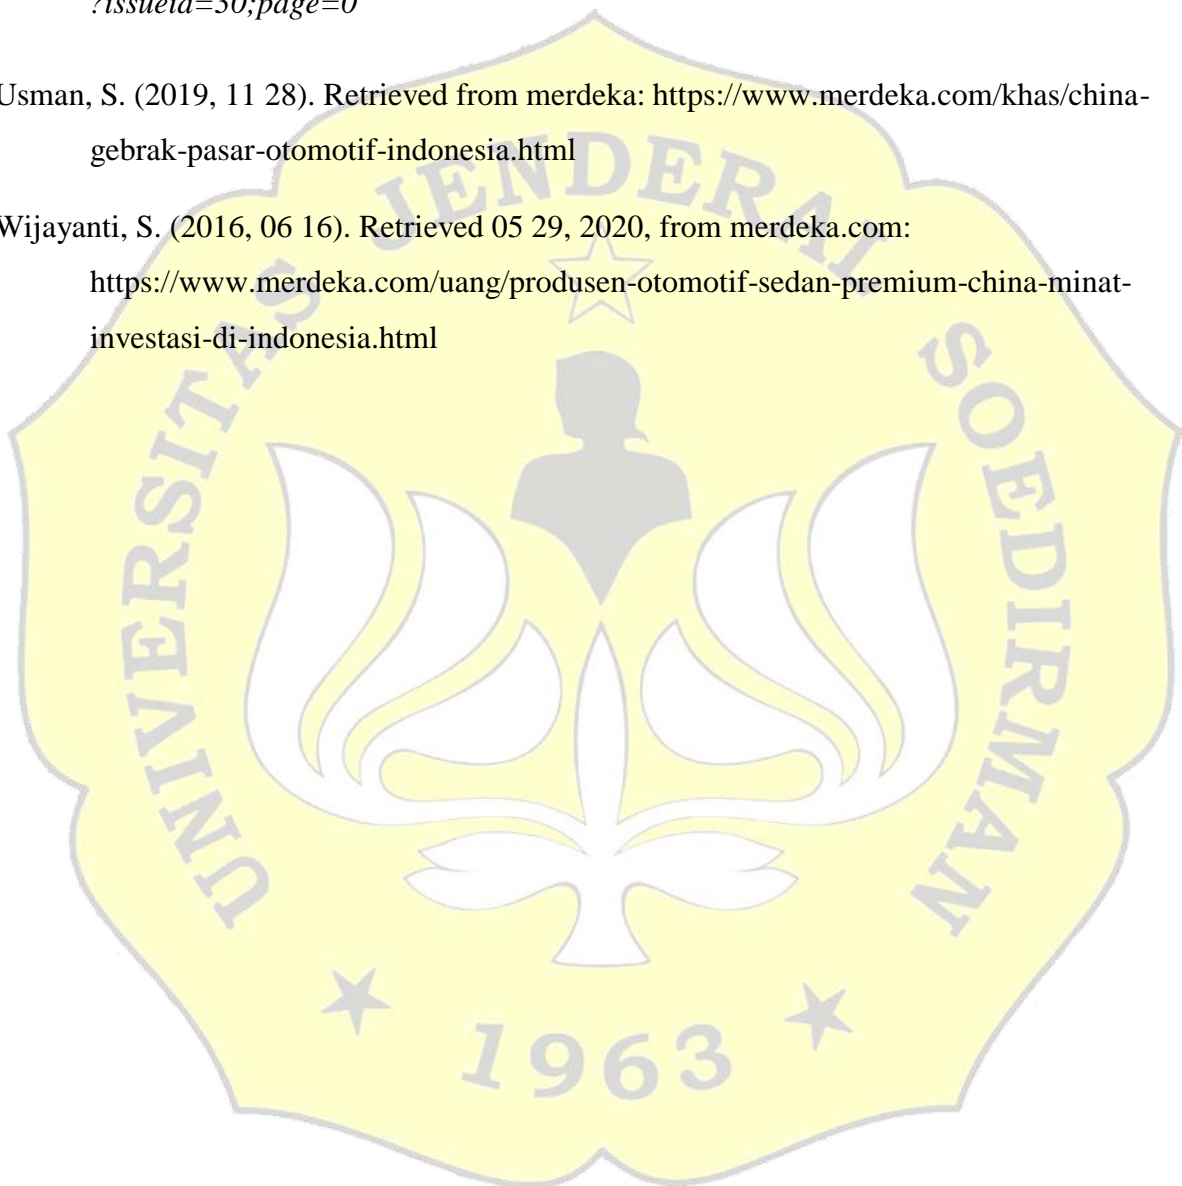 ?issueid=30;page=0
Usman, S. (2019, 11 28). Retrieved from merdeka: https://www.merdeka.com/khas/china-
gebrak-pasar-otomotif-indonesia.html
Wijayanti, S. (2016, 06 16). Retrieved 05 29, 2020, from merdeka.com:
https://www.merdeka.com/uang/produsen-otomotif-sedan-premium-china-minat-
investasi-di-indonesia.html
UNIVERSITAS JENDERAL SOEDIRMAN
1963